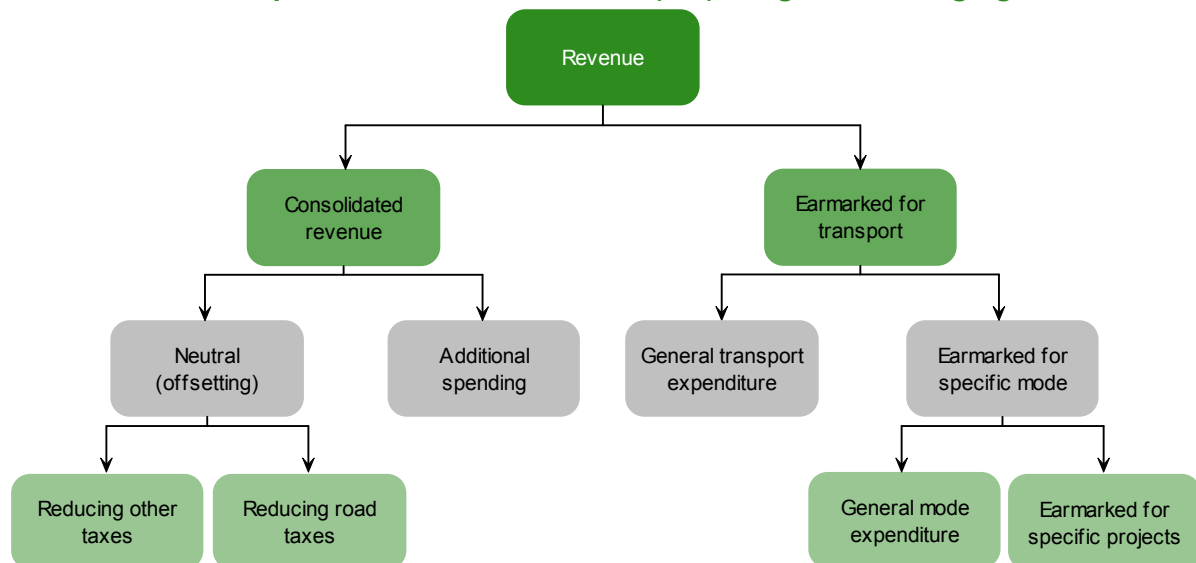 Revenue
Consolidated
revenue
Earmarked for
transport
Neutral
(offsetting)
Additional
spending
General transport
expenditure
Earmarked for
specific mode
Reducing other
taxes
Reducing road
taxes
General mode
expenditure
Earmarked for
specific projects